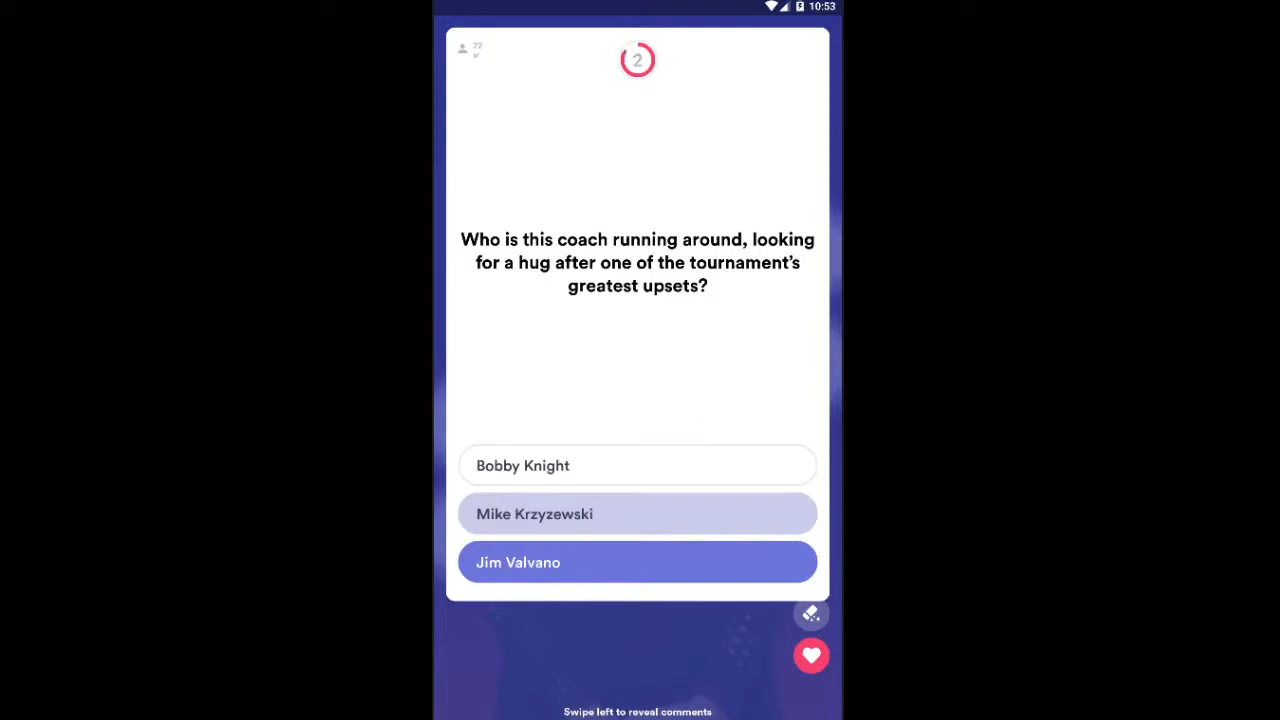 10:53
72
2
Who is this coach running around, looking
for a hug after one of the tournament's
greatest upsets?
Bobby Knight
Mike Krzyzewski
Jim Valvano
Swipe left to reveal comments